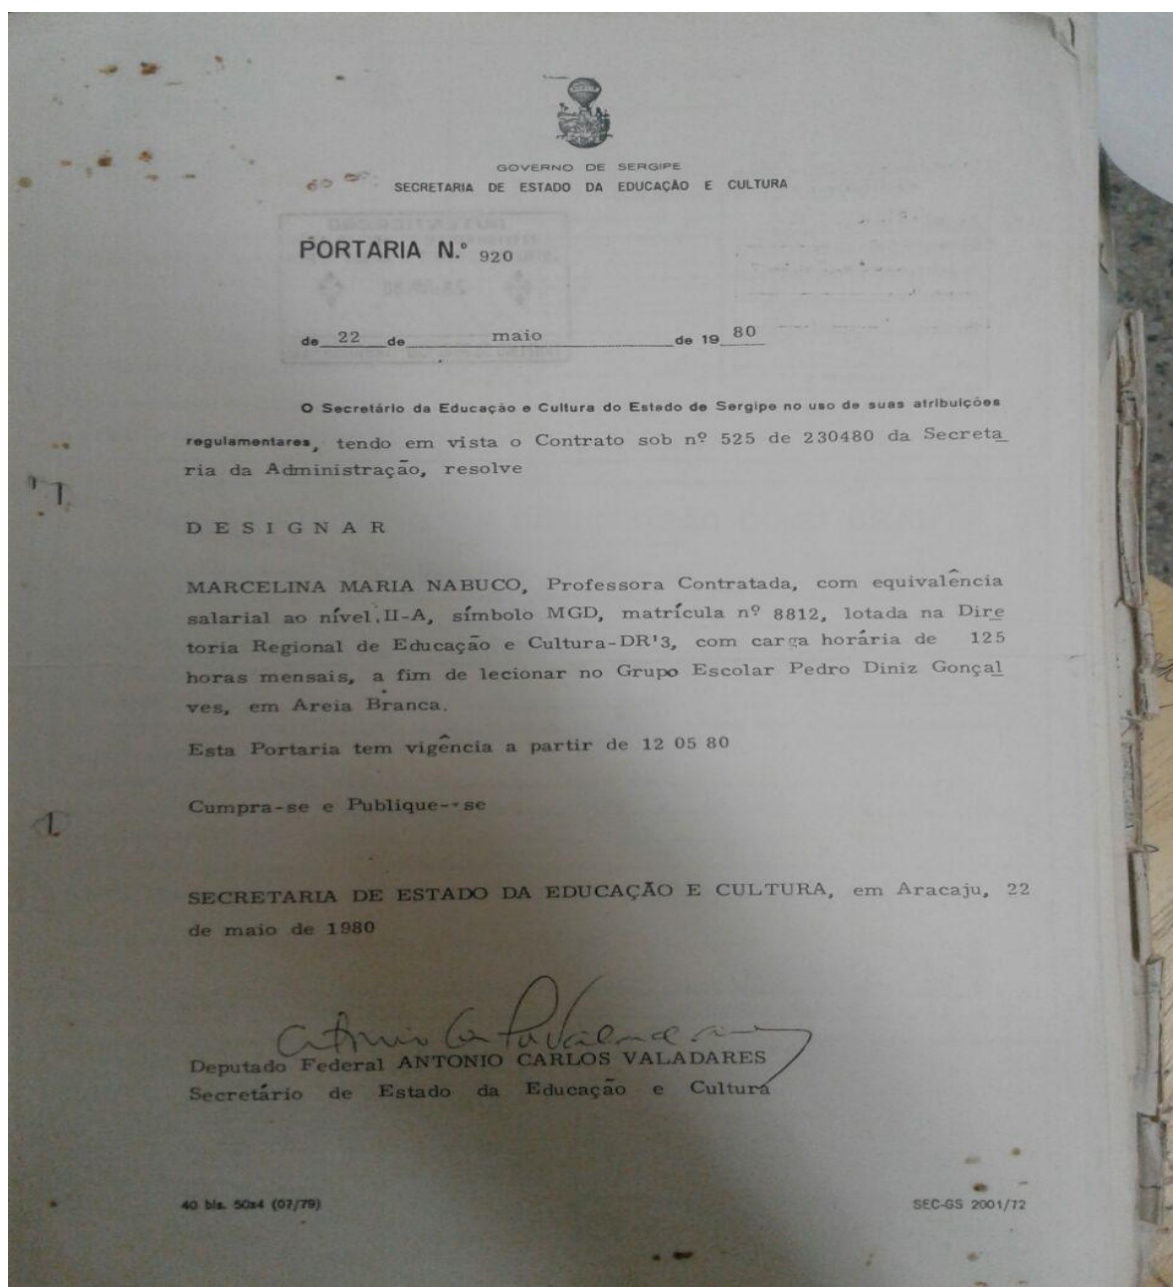 GOVERNO DE SERGIPE
SECRETARIA DE ESTADO DA EDUCAÇÃO E CULTURA
PORTARIA N.º 920
de 22 de maio de 19 80
O Secretário da Educação e Cultura do Estado de Sergipe no uso de suas atribuições
regulamentares, tendo em vista o Contrato sob nº 525 de 230480 da Secreta
ria da Administração, resolve
D E S I G N A R
MARCELINA MARIA NABUCO, Professora Contratada, com equivalência
salarial ao nível II-A, símbolo MGD, matrícula nº 8812, lotada na Dire
toria Regional de Educação e Cultura-DR'3, com carga horária de 125
horas mensais, a fim de lecionar no Grupo Escolar Pedro Diniz Gonçal
ves, em Areia Branca.
Esta Portaria tem vigência a partir de 12 05 80
Cumpra-se e Publique--se
SECRETARIA DE ESTADO DA EDUCAÇÃO E CULTURA, em Aracaju, 22
de maio de 1980
Deputado Federal ANTONIO CARLOS VALADARES
Secretário de Estado da Educação e Cultura
40 bls. 50x4 (07/79)
SEC-GS 2001/72